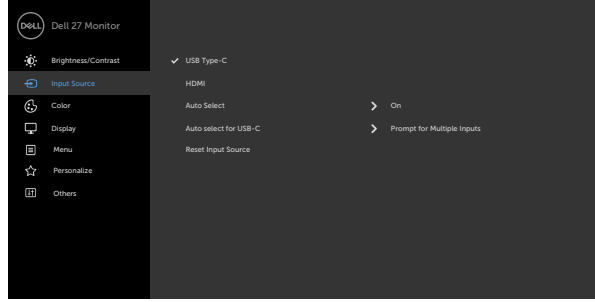 DELL Dell 27 Monitor
Brightness/Contrast USB Type-C
Input Source HDMI
Color Auto Select On
Display Auto select for USB-C Prompt for Multiple Inputs
Menu Reset Input Source
Personalize
Others